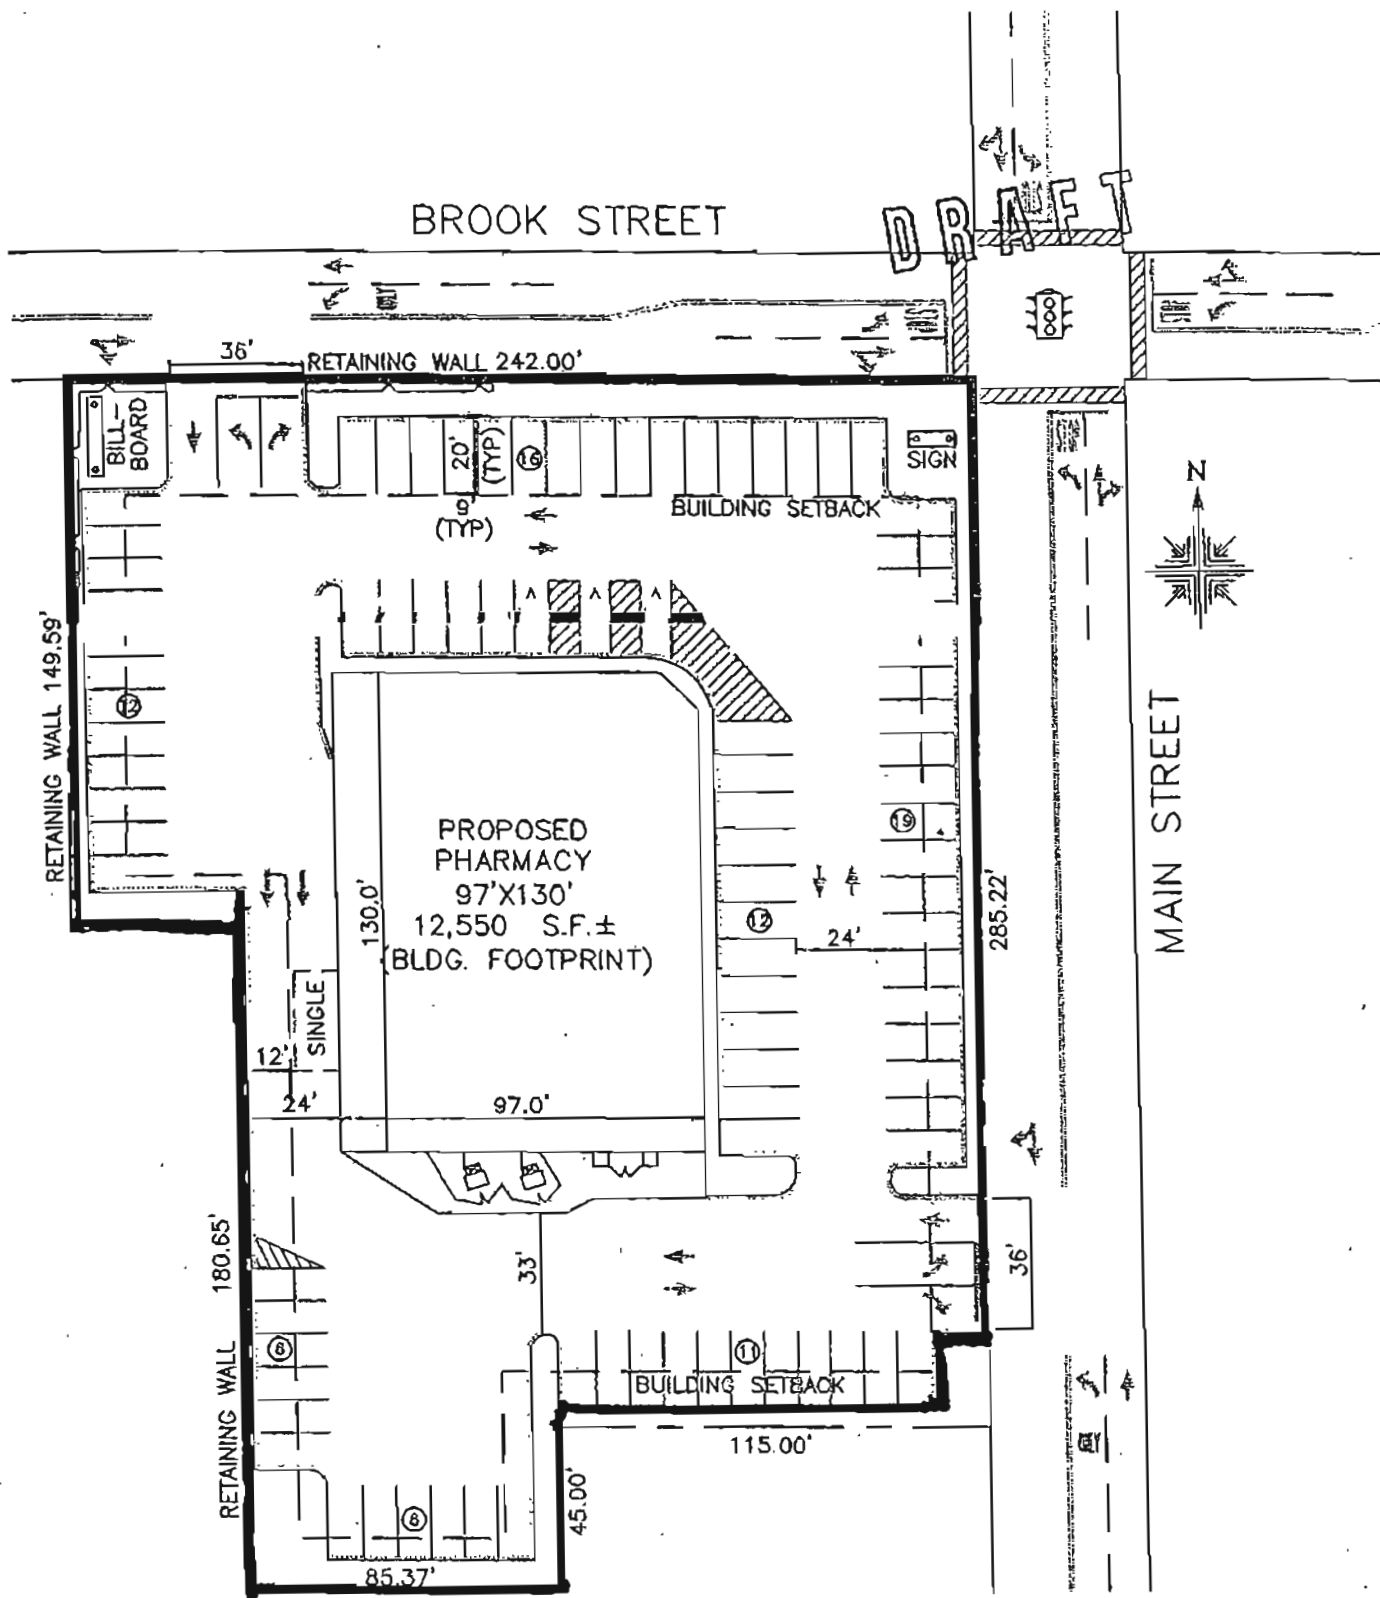 BROOK STREET
DRAFT
ONLY
ONLY
36'
RETAINING WALL 242.00'
BILL-
BOARD
20'
(TYP)
16
SIGN
9'
(TYP)
BUILDING SETBACK
N
RETAINING WALL 149.59'
12
MAIN STREET
PROPOSED
PHARMACY
97'X130'
12,550 S.F.±
(BLDG. FOOTPRINT)
130.0'
19
12
24'
285.22'
SINGLE
12'
24'
97.0'
RETAINING WALL 180.65'
33'
36'
11
BUILDING SETBACK
115.00'
45.00'
85.37'